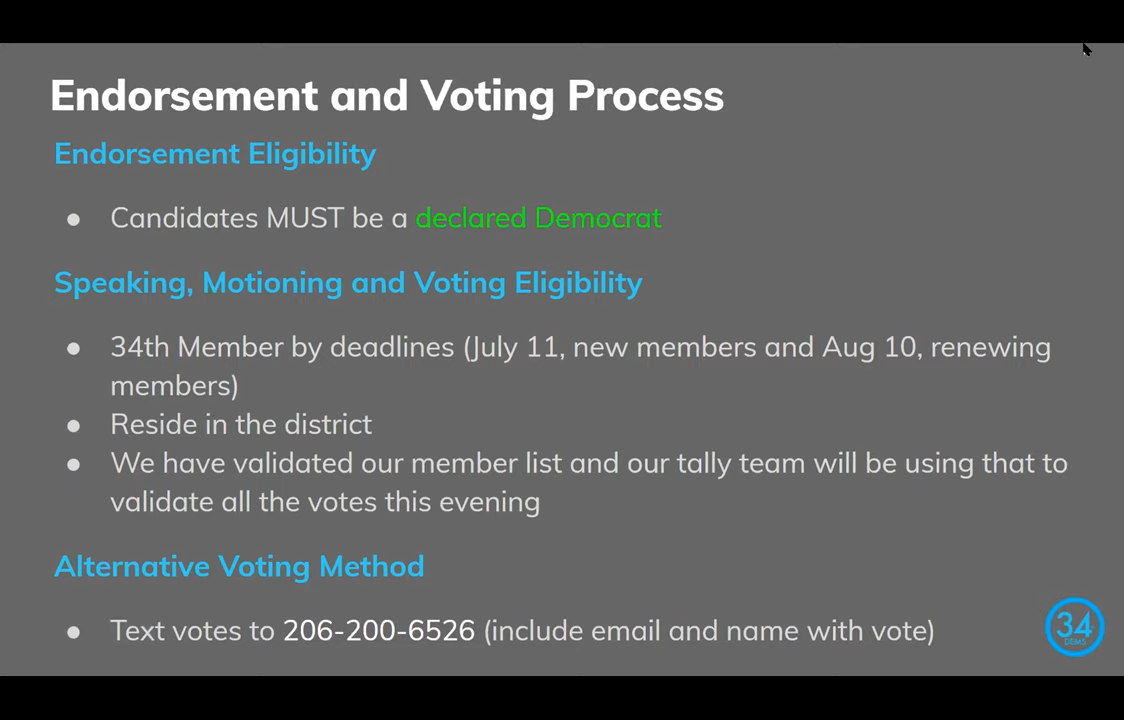 Endorsement and Voting Process
Endorsement Eligibility
● Candidates MUST be a declared Democrat
Speaking, Motioning and Voting Eligibility
● 34th Member by deadlines (July 11, new members and Aug 10, renewing
members)
● Reside in the district
● We have validated our member list and our tally team will be using that to
validate all the votes this evening
Alternative Voting Method
● Text votes to 206-200-6526 (include email and name with vote)
34
DEMS